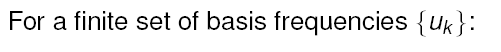 For a finite set of basis frequencies {u_k}: